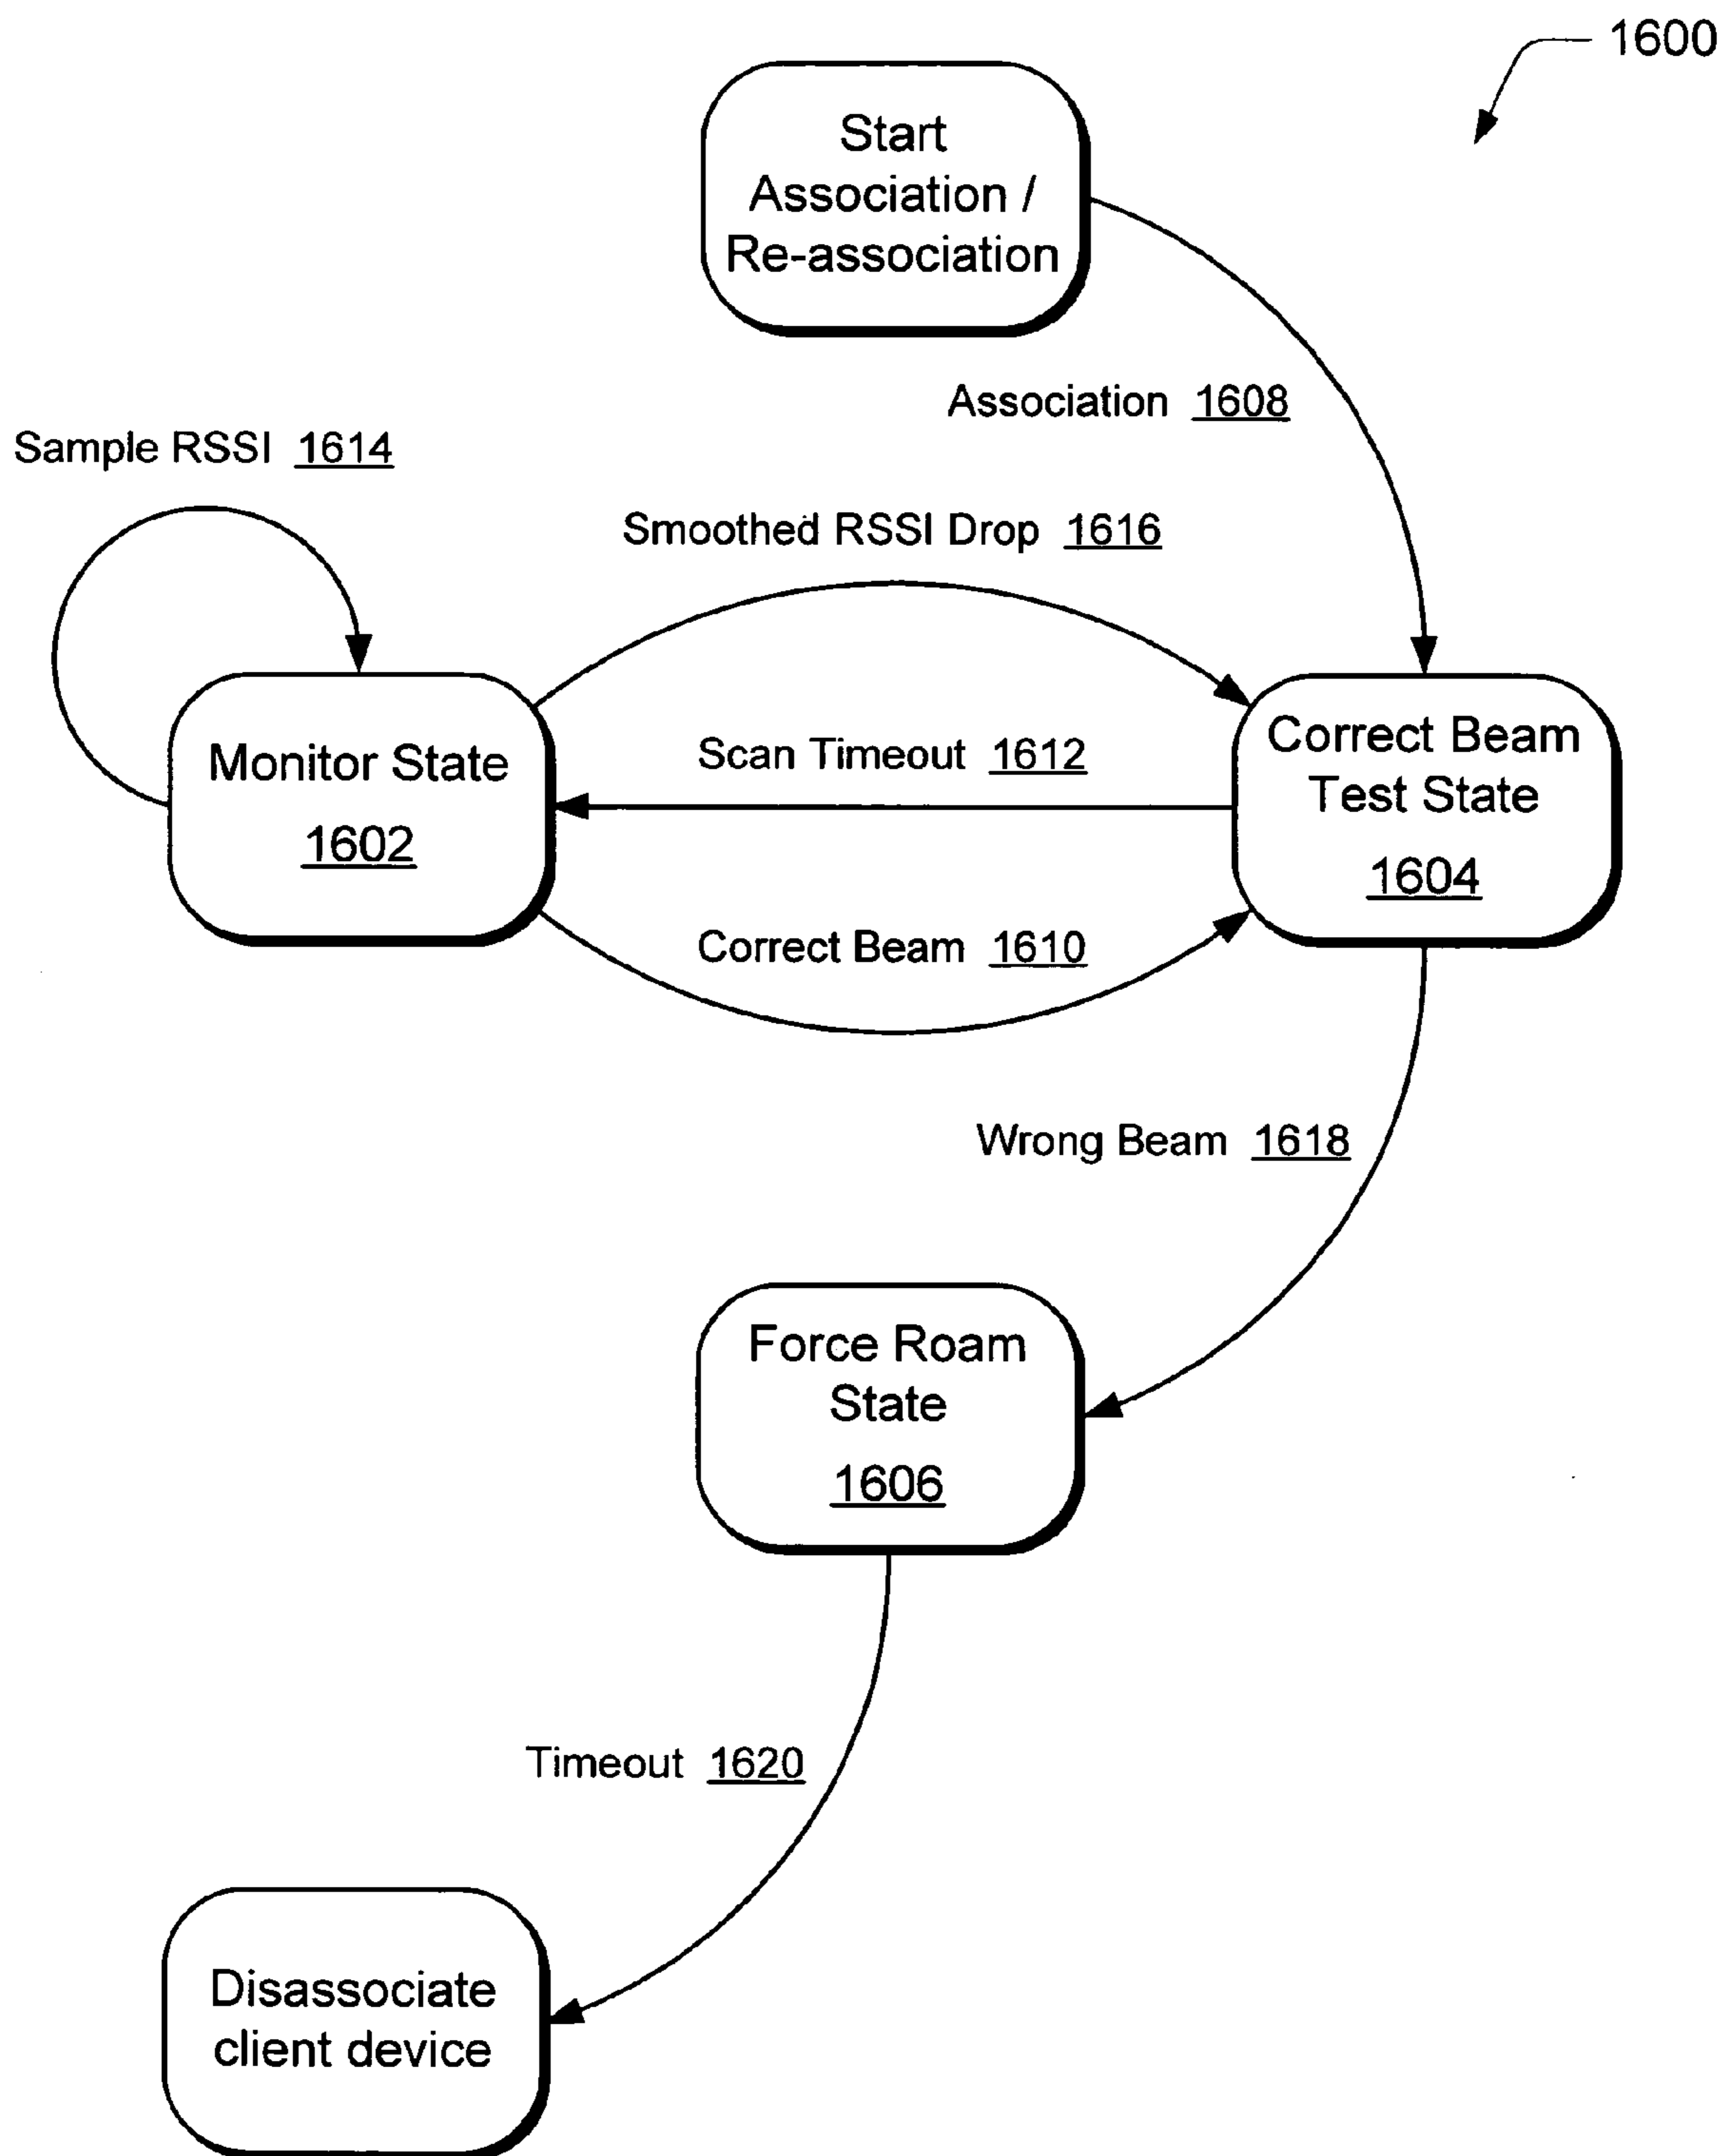 1600
Start
Association /
Re-association
Association 1608
Sample RSSI 1614
Smoothed RSSI Drop 1616
Monitor State
1602
Scan Timeout 1612
Correct Beam
Test State
1604
Correct Beam 1610
Wrong Beam 1618
Force Roam
State
1606
Timeout 1620
Disassociate
client device